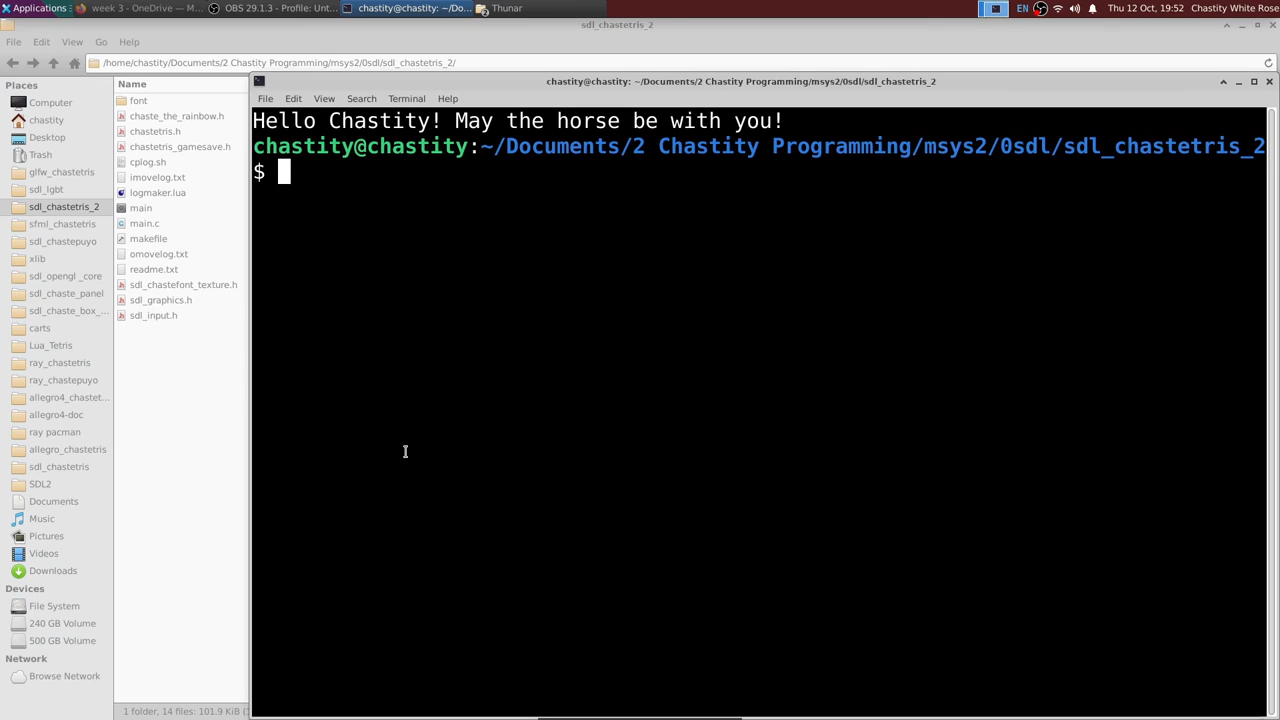 Applications
week 3 - OneDrive — M...
OBS 29.1.3 - Profile: Unt...
chastity@chastity: ~/Do...
Thunar
EN
Thu 12 Oct, 19:52
Chastity White Rose
sdl_chastetris_2
File Edit View Go Help
/home/chastity/Documents/2 Chastity Programming/msys2/0sdl/sdl_chastetris_2/
Places
Computer
chastity
Desktop
Trash
glfw_chastetris
sdl_lgbt
sdl_chastetris_2
sfml_chastetris
sdl_chastepuyo
xlib
sdl_opengl _core
sdl_chaste_panel
sdl_chaste_box_...
carts
Lua_Tetris
ray_chastetris
ray_chastepuyo
allegro4_chastet...
allegro4-doc
ray pacman
allegro_chastetris
sdl_chastetris
SDL2
Documents
Music
Pictures
Videos
Downloads
Devices
File System
240 GB Volume
500 GB Volume
Network
Browse Network
Name
font
chaste_the_rainbow.h
chastetris.h
chastetris_gamesave.h
cplog.sh
imovelog.txt
logmaker.lua
main
main.c
makefile
omovelog.txt
readme.txt
sdl_chastefont_texture.h
sdl_graphics.h
sdl_input.h
1 folder, 14 files: 101.9 KiB
chastity@chastity: ~/Documents/2 Chastity Programming/msys2/0sdl/sdl_chastetris_2
File Edit View Search Terminal Help
Hello Chastity! May the horse be with you!
chastity@chastity:~/Documents/2 Chastity Programming/msys2/0sdl/sdl_chastetris_2
$